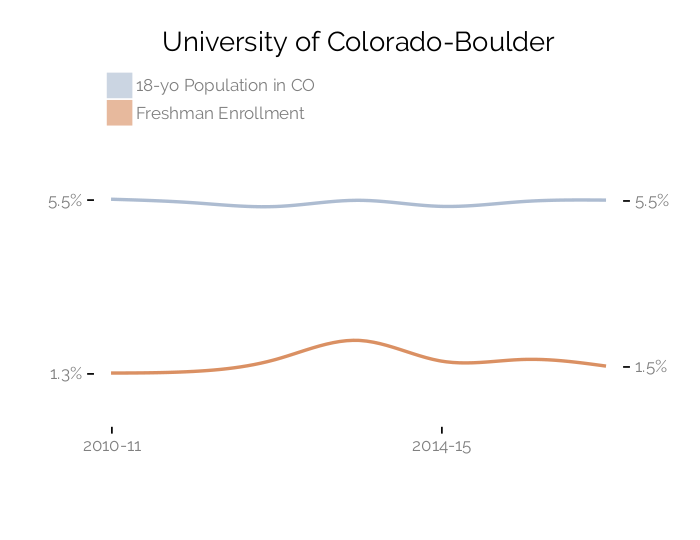 University of Colorado-Boulder
18-yo Population in CO
Freshman Enrollment
5.5%
5.5%
1.3%
1.5%
2010-11
2014-15